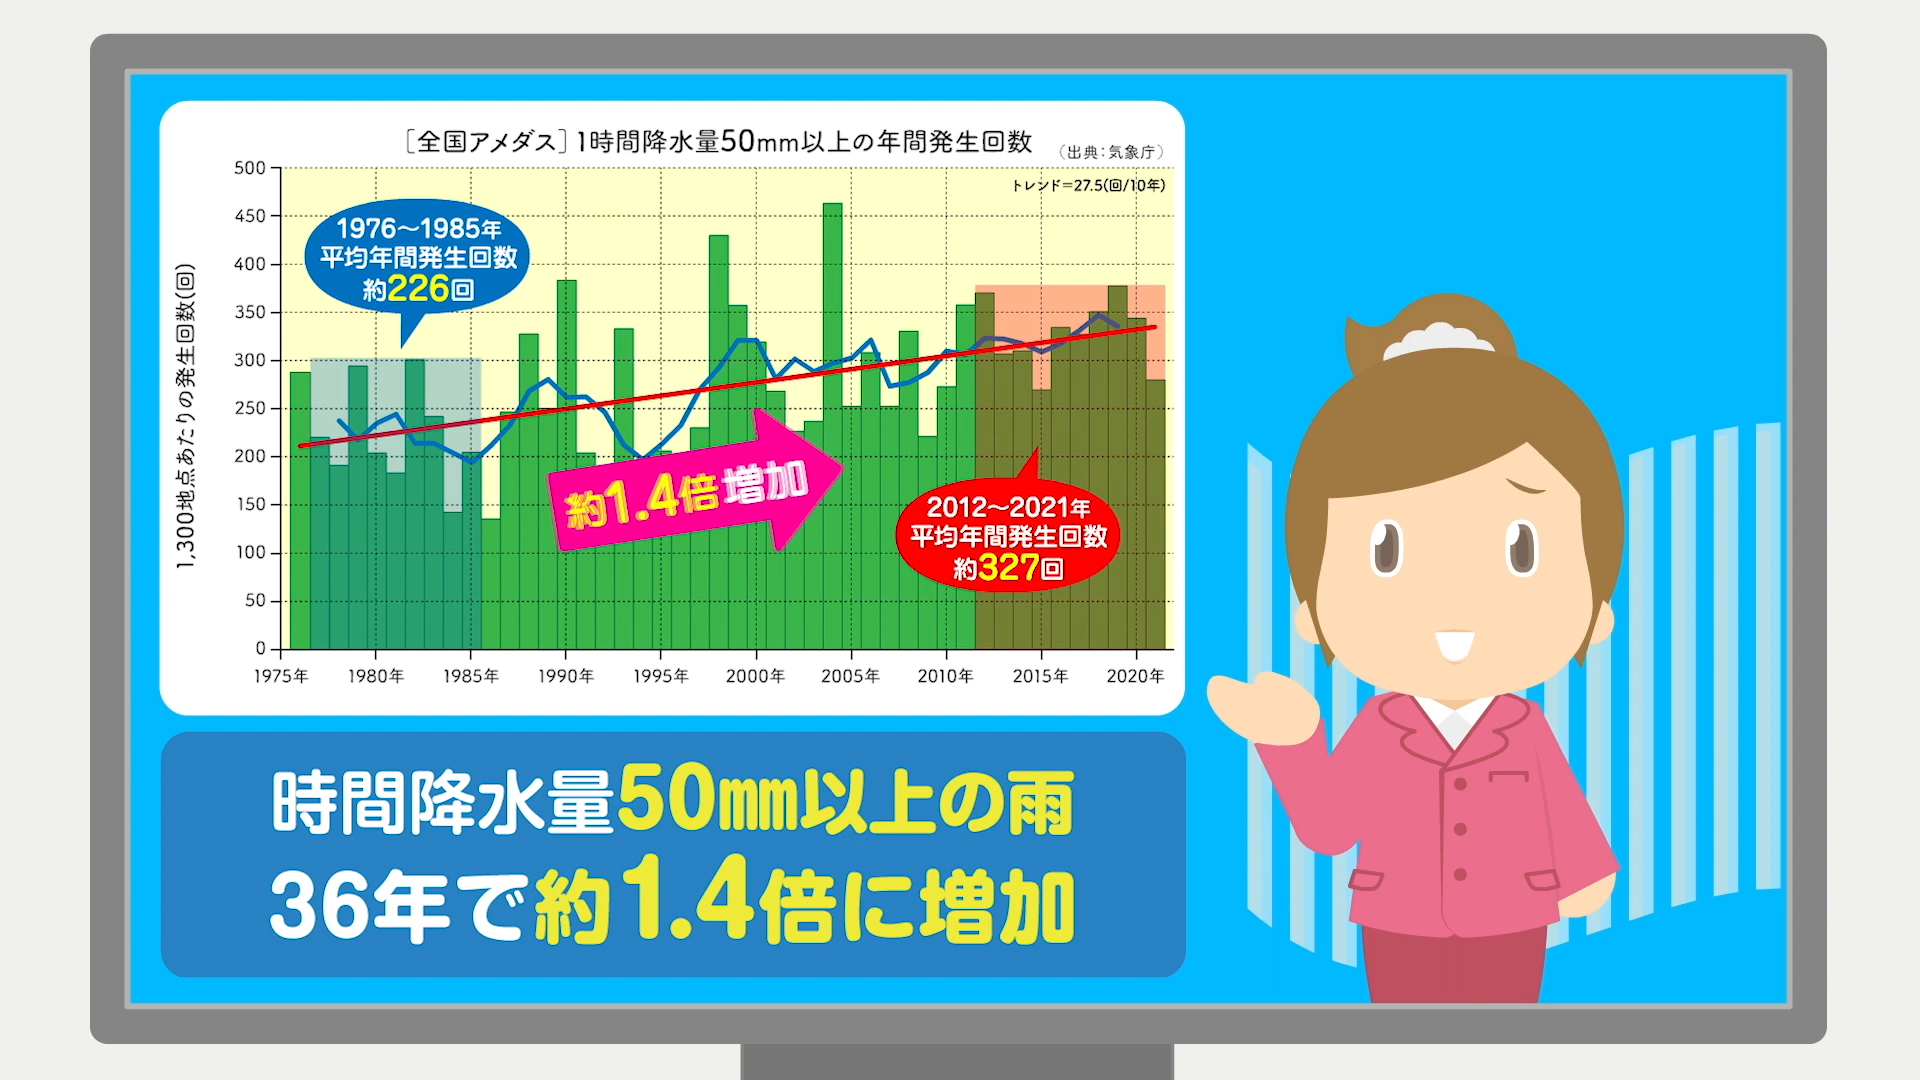 ［全国アメダス］1時間降水量50mm以上の年間発生回数
（出典：気象庁）
トレンド=27.5(回/10年)
1,300地点あたりの発生回数(回)
500
450
400
350
300
250
200
150
100
50
0
1976〜1985年
平均年間発生回数
約226回
約1.4倍増加
2012〜2021年
平均年間発生回数
約327回
1975年 1980年 1985年 1990年 1995年 2000年 2005年 2010年 2015年 2020年
時間降水量50㎜以上の雨
36年で約1.4倍に増加